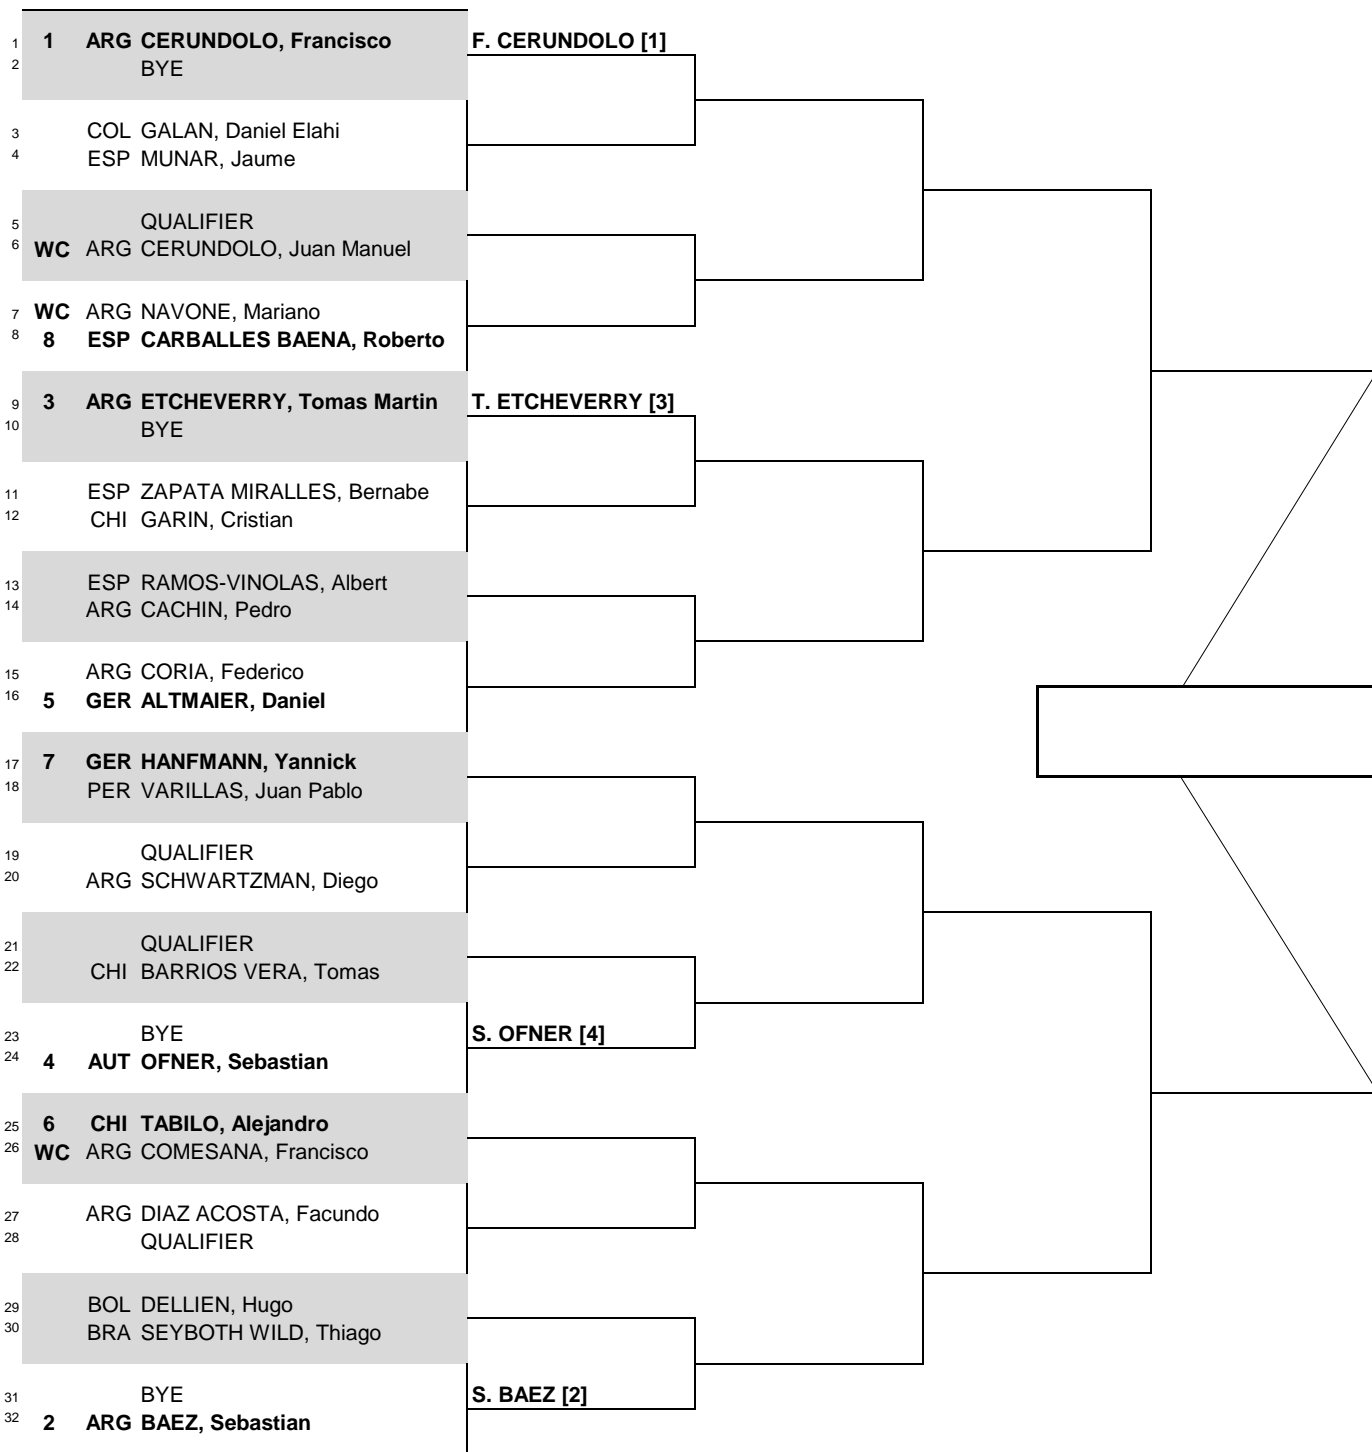 1 1 ARG CERUNDOLO, Francisco F. CERUNDOLO [1]
2 BYE
3 COL GALAN, Daniel Elahi
4 ESP MUNAR, Jaume
5 QUALIFIER
6 WC ARG CERUNDOLO, Juan Manuel
7 WC ARG NAVONE, Mariano
8 8 ESP CARBALLES BAENA, Roberto
9 3 ARG ETCHEVERRY, Tomas Martin T. ETCHEVERRY [3]
10 BYE
11 ESP ZAPATA MIRALLES, Bernabe
12 CHI GARIN, Cristian
13 ESP RAMOS-VINOLAS, Albert
14 ARG CACHIN, Pedro
15 ARG CORIA, Federico
16 5 GER ALTMAIER, Daniel
17 7 GER HANFMANN, Yannick
18 PER VARILLAS, Juan Pablo
19 QUALIFIER
20 ARG SCHWARTZMAN, Diego
21 QUALIFIER
22 CHI BARRIOS VERA, Tomas
23 BYE S. OFNER [4]
24 4 AUT OFNER, Sebastian
25 6 CHI TABILO, Alejandro
26 WC ARG COMESANA, Francisco
27 ARG DIAZ ACOSTA, Facundo
28 QUALIFIER
29 BOL DELLIEN, Hugo
30 BRA SEYBOTH WILD, Thiago
31 BYE S. BAEZ [2]
32 2 ARG BAEZ, Sebastian